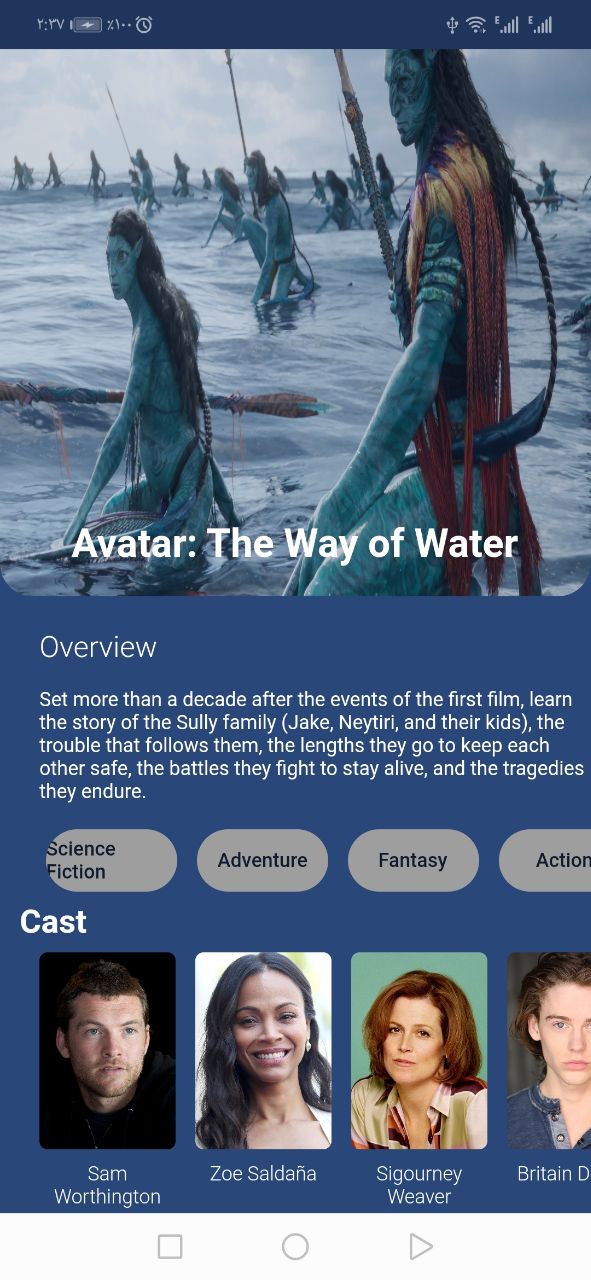 ۲:۳۷ ٪۱۰۰ E E
Avatar: The Way of Water
Overview
Set more than a decade after the events of the first film, learn
the story of the Sully family (Jake, Neytiri, and their kids), the
trouble that follows them, the lengths they go to keep each
other safe, the battles they fight to stay alive, and the tragedies
they endure.
Science
Fiction
Adventure
Fantasy
Action
Cast
Sam
Worthington
Zoe Saldaña
Sigourney
Weaver
Britain D